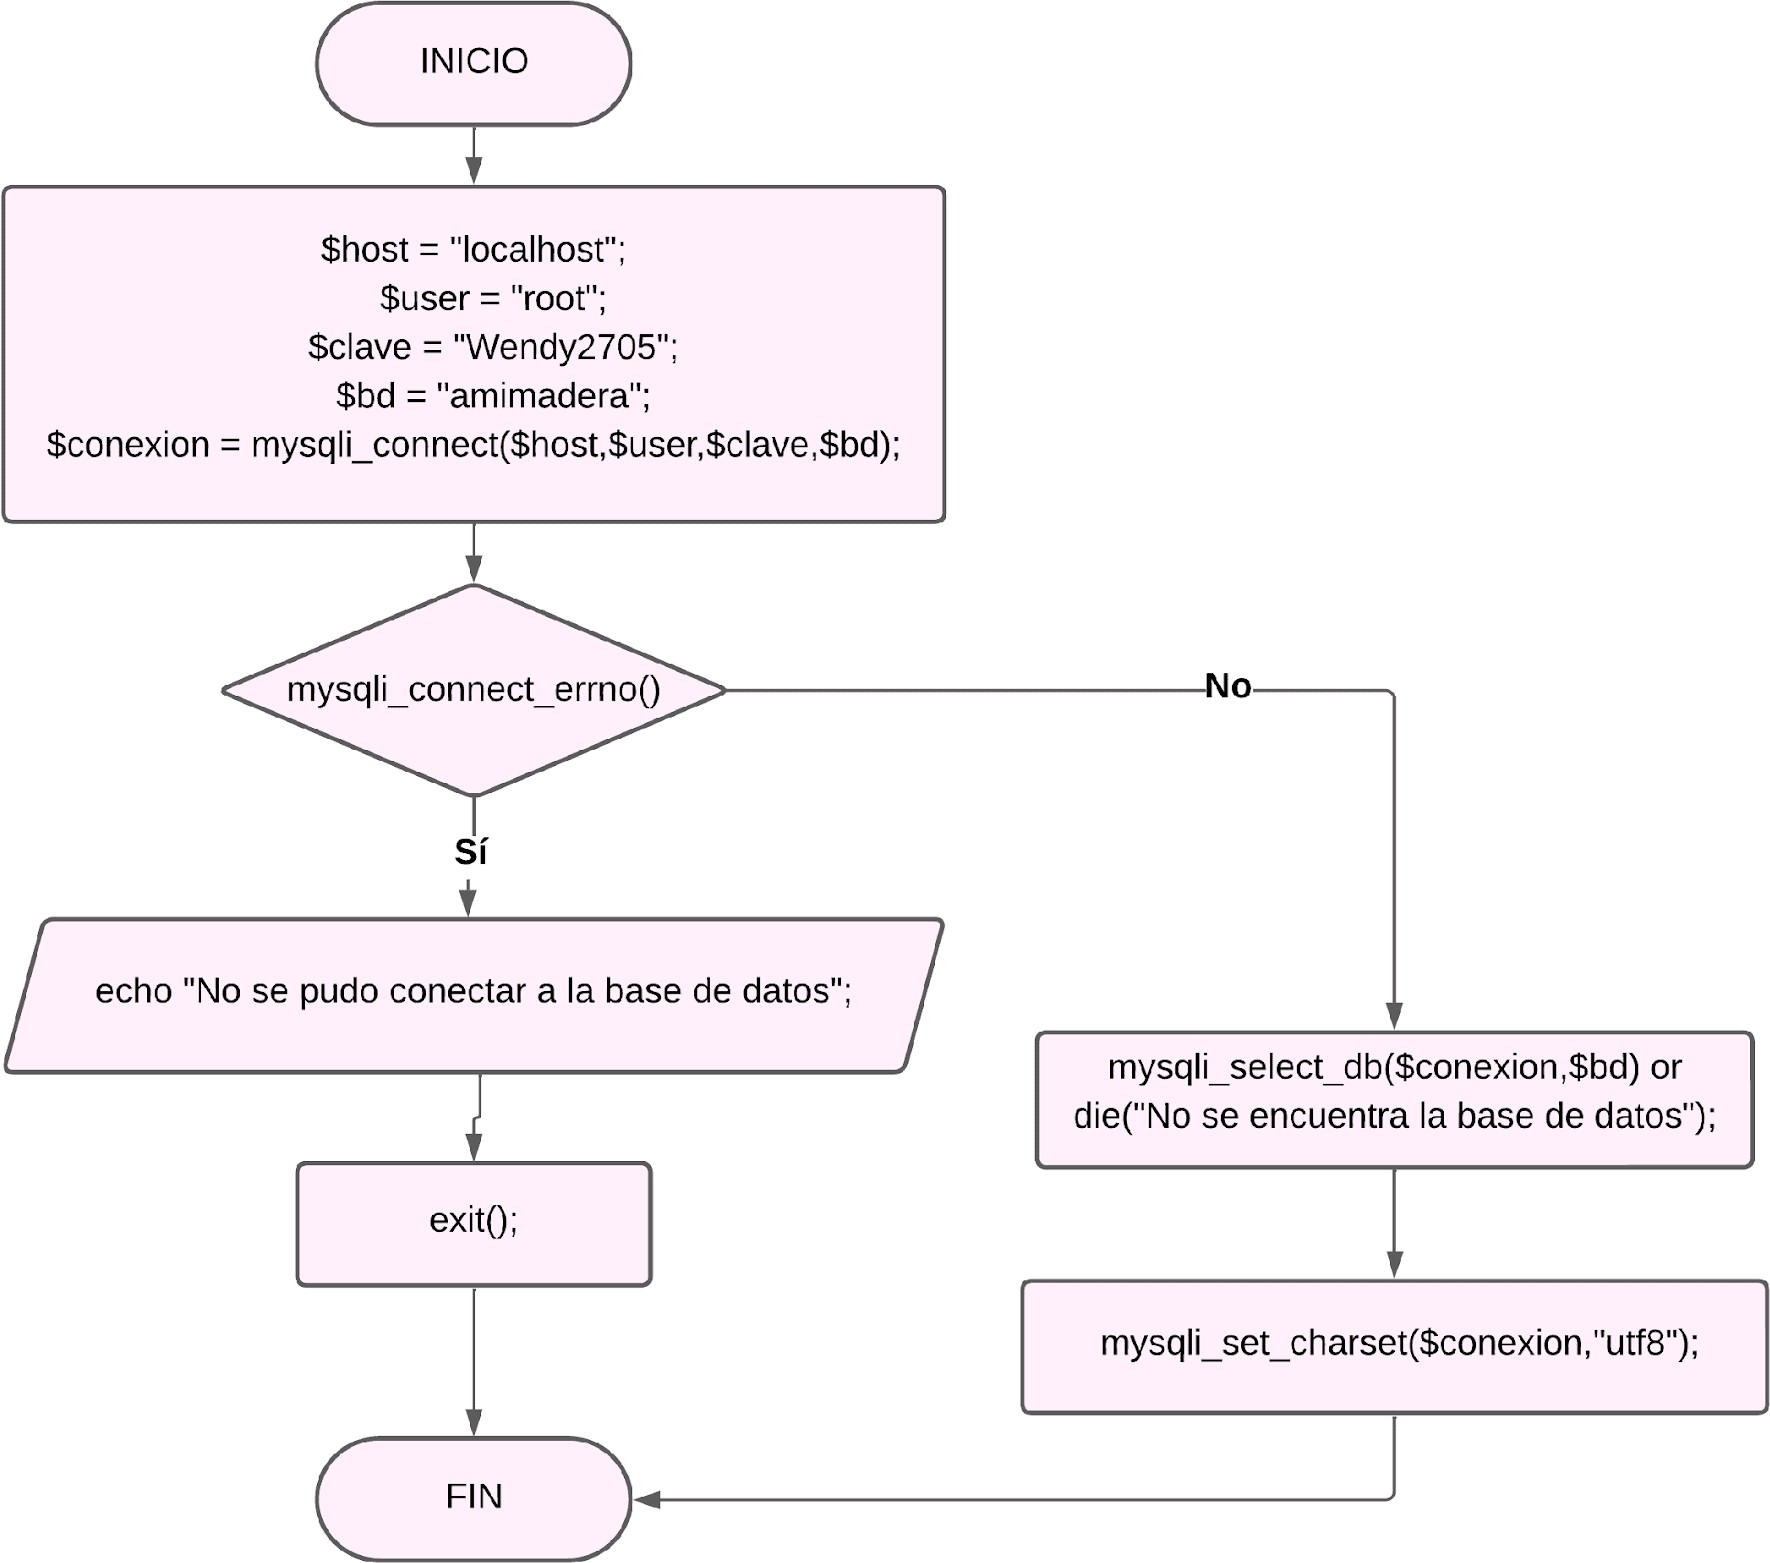 INICIO
$host = "localhost";
$user = "root";
$clave = "Wendy2705";
$bd = "amimadera";
$conexion = mysqli_connect($host,$user,$clave,$bd);
mysqli_connect_errno()
No
Sí
echo "No se pudo conectar a la base de datos";
mysqli_select_db($conexion,$bd) or
die("No se encuentra la base de datos");
exit();
mysqli_set_charset($conexion,"utf8");
FIN